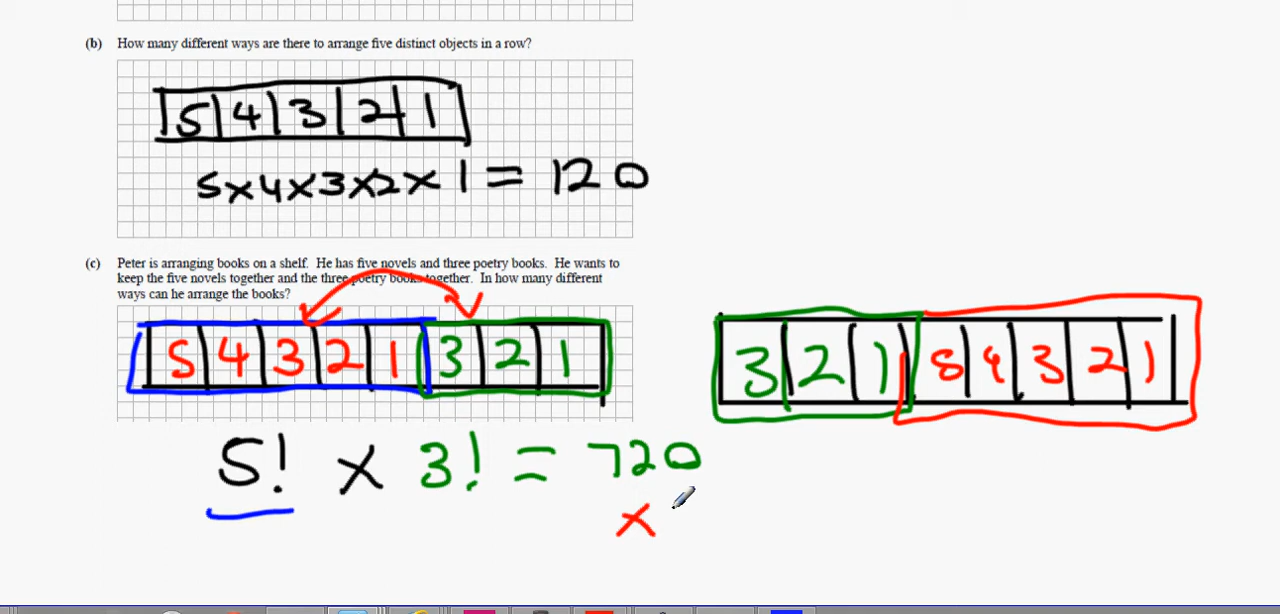 (b) How many different ways are there to arrange five distinct objects in a row?
5 4 3 2 1
5x4x3x2x1 = 120
(c) Peter is arranging books on a shelf. He has five novels and three poetry books. He wants to
keep the five novels together and the three poetry books together. In how many different
ways can he arrange the books?
5 4 3 2 1 3 2 1
3 2 1 5 4 3 2 1
5! x 3! = 720
x